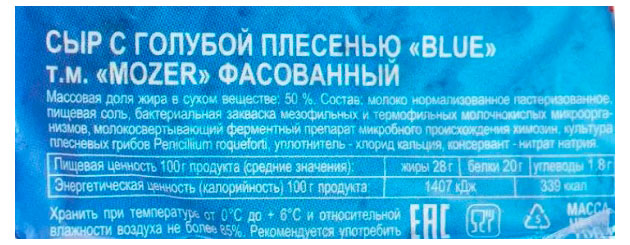 СЫР С ГОЛУБОЙ ПЛЕСЕНЬЮ «BLUE»
т.м. «MOZER» ФАСОВАННЫЙ
Массовая доля жира в сухом веществе: 50 %. Состав: молоко нормализованное пастеризованное,
пищевая соль, бактериальная закваска мезофильных и термофильных молочнокислых микроорга-
низмов, молокосвертывающий ферментный препарат микробного происхождения химозин, культура
плесневых грибов Penicillium roqueforti, уплотнитель - хлорид кальция, консервант - нитрат натрия.
Пищевая ценность 100 г продукта (средние значения): жиры 28 г белки 20 г углеводы 1,8 г
Энергетическая ценность (калорийность) 100 г продукта: 1407 кДж 339 ккал
Хранить при температуре от 0°С до + 6°С и относительной
влажности воздуха не более 85%. Рекомендуется употребить
ЕАС
5
МАССА